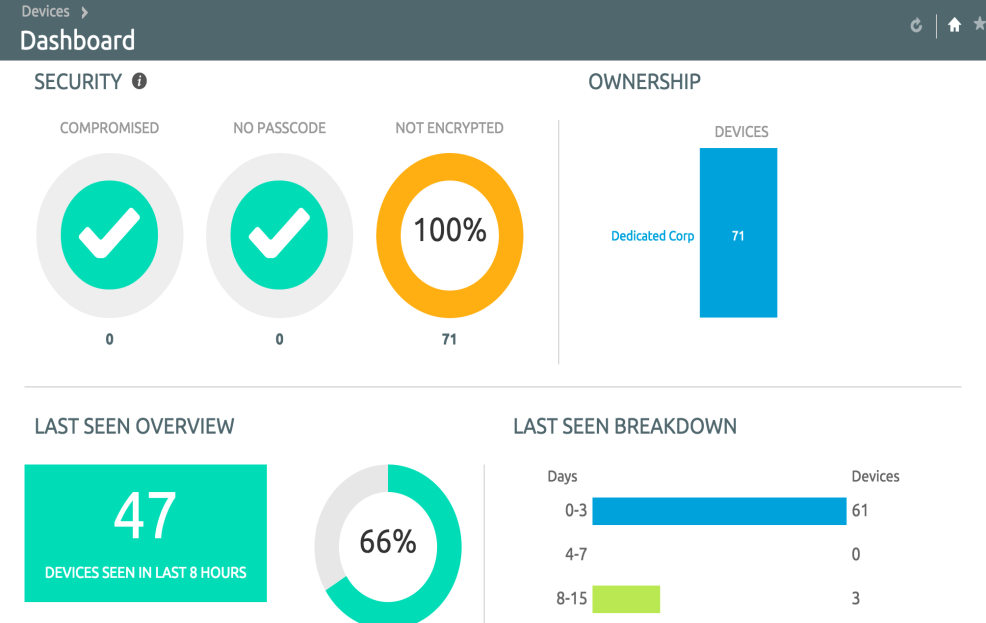 Devices
Dashboard
SECURITY
OWNERSHIP
COMPROMISED
NO PASSCODE
NOT ENCRYPTED
100%
0
0
71
DEVICES
Dedicated Corp
71
LAST SEEN OVERVIEW
47
DEVICES SEEN IN LAST 8 HOURS
66%
LAST SEEN BREAKDOWN
Days Devices
0-3 61
4-7 0
8-15 3